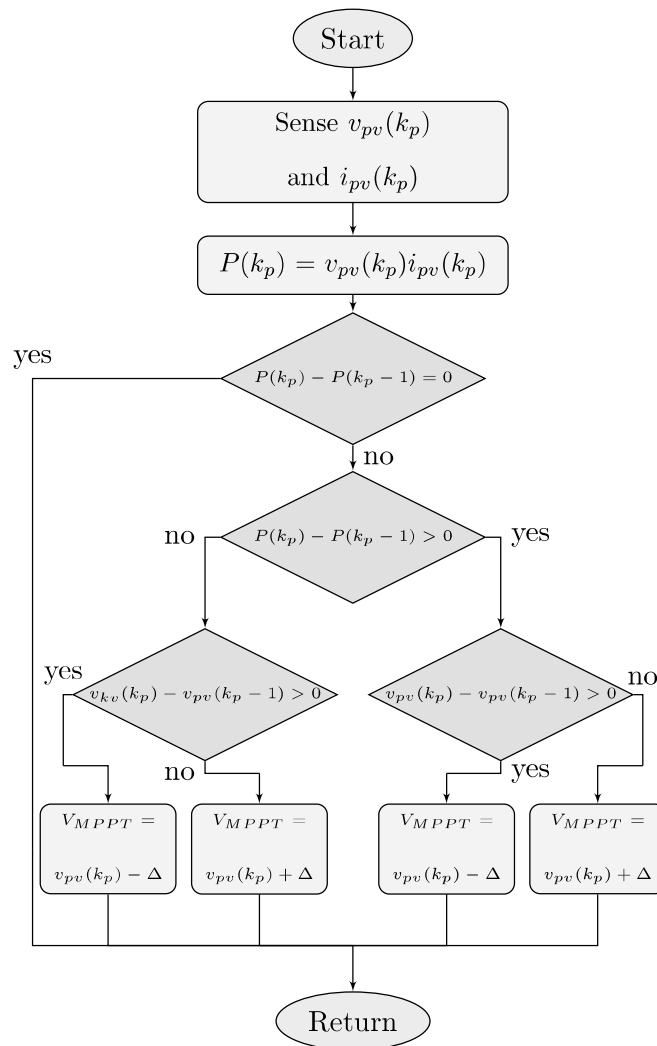 Start
Sense v_{pv}(k_p)
and i_{pv}(k_p)
P(k_p) = v_{pv}(k_p)i_{pv}(k_p)
yes
P(k_p) − P(k_p − 1) = 0
no
no
P(k_p) − P(k_p − 1) > 0
yes
yes
v_{kv}(k_p) − v_{pv}(k_p − 1) > 0
v_{pv}(k_p) − v_{pv}(k_p − 1) > 0
no
no
yes
V_{MPPT} =
v_{pv}(k_p) − Δ
V_{MPPT} =
v_{pv}(k_p) + Δ
V_{MPPT} =
v_{pv}(k_p) − Δ
V_{MPPT} =
v_{pv}(k_p) + Δ
Return